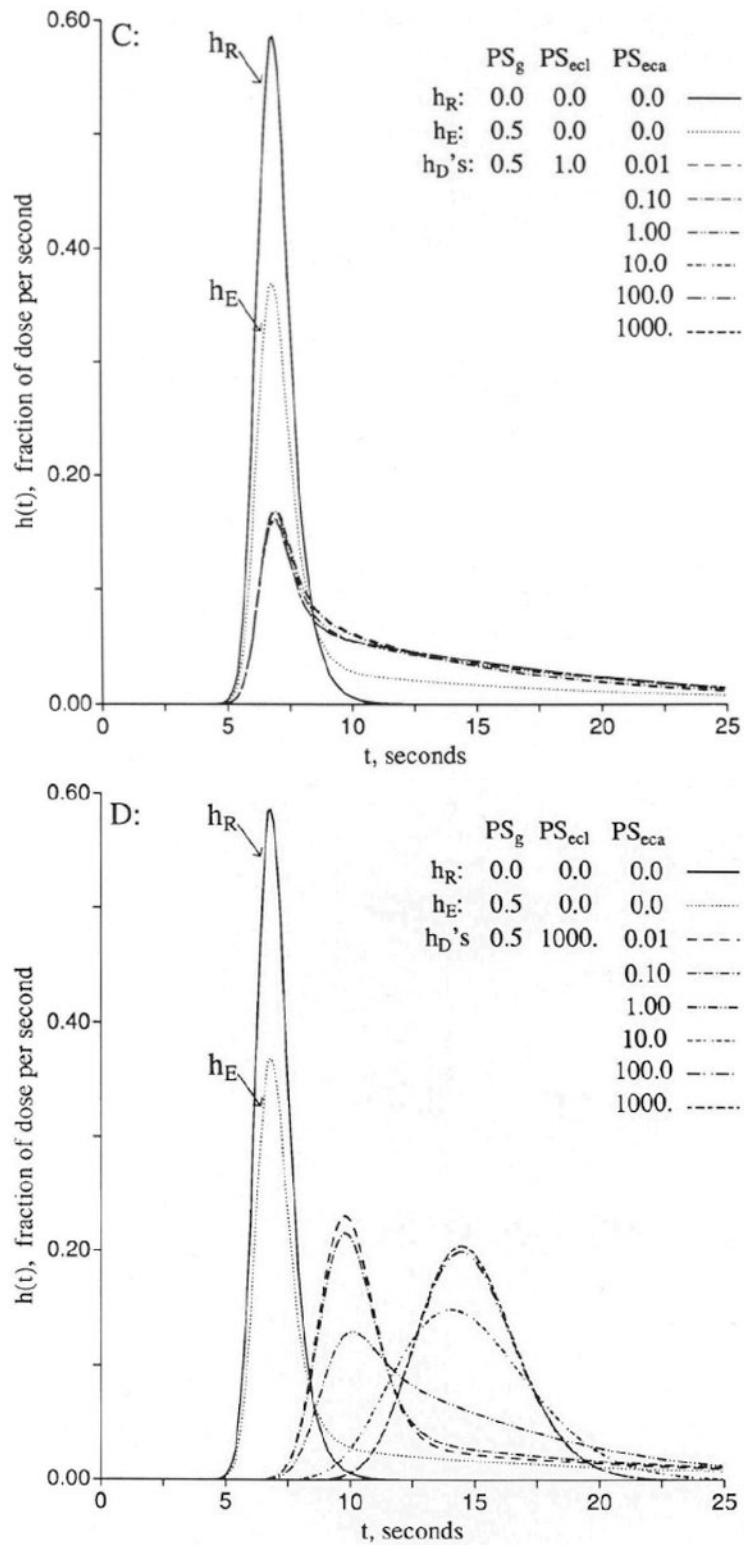 C:
0.60
h_R
PS_g PS_ecl PS_eca
h_R: 0.0 0.0 0.0
h_E: 0.5 0.0 0.0
h_D's: 0.5 1.0 0.01
0.10
1.00
10.0
100.0
1000.
0.40
h_E
0.20
0.00
h(t), fraction of dose per second
0 5 10 15 20 25
t, seconds
D:
0.60
h_R
PS_g PS_ecl PS_eca
h_R: 0.0 0.0 0.0
h_E: 0.5 0.0 0.0
h_D's 0.5 1000. 0.01
0.10
1.00
10.0
100.0
1000.
0.40
h_E
0.20
0.00
h(t), fraction of dose per second
0 5 10 15 20 25
t, seconds